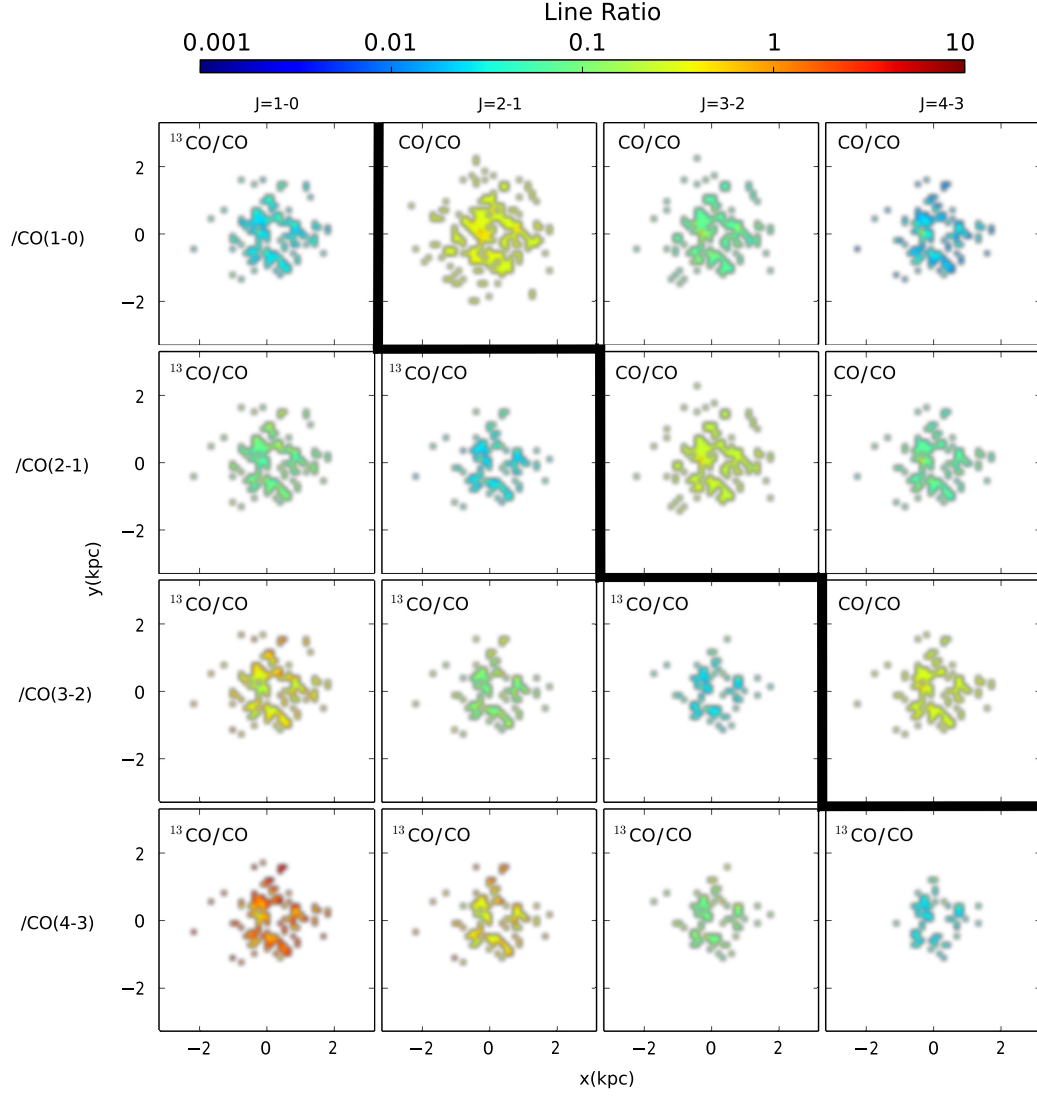 Line Ratio
0.001 0.01 0.1 1 10
J=1-0 J=2-1 J=3-2 J=4-3
¹³CO/CO CO/CO CO/CO CO/CO
2
/CO(1-0) 0
−2
¹³CO/CO ¹³CO/CO CO/CO CO/CO
2
/CO(2-1) 0
−2
y(kpc)
¹³CO/CO ¹³CO/CO ¹³CO/CO CO/CO
2
/CO(3-2) 0
−2
¹³CO/CO ¹³CO/CO ¹³CO/CO ¹³CO/CO
2
/CO(4-3) 0
−2
−2 0 2 −2 0 2 −2 0 2 −2 0 2
x(kpc)